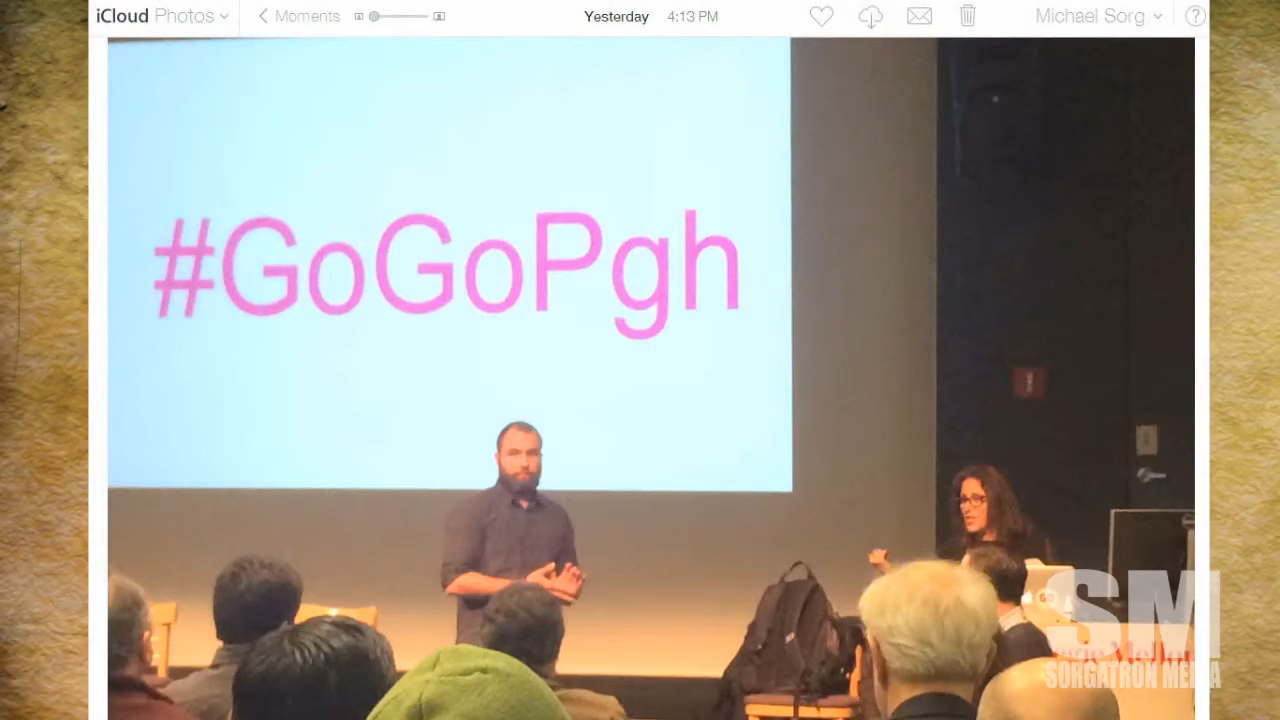 iCloud Photos
Moments
Yesterday 4:13 PM
Michael Sorg
?
#GoGoPgh
SM
SORGATRON MEDIA